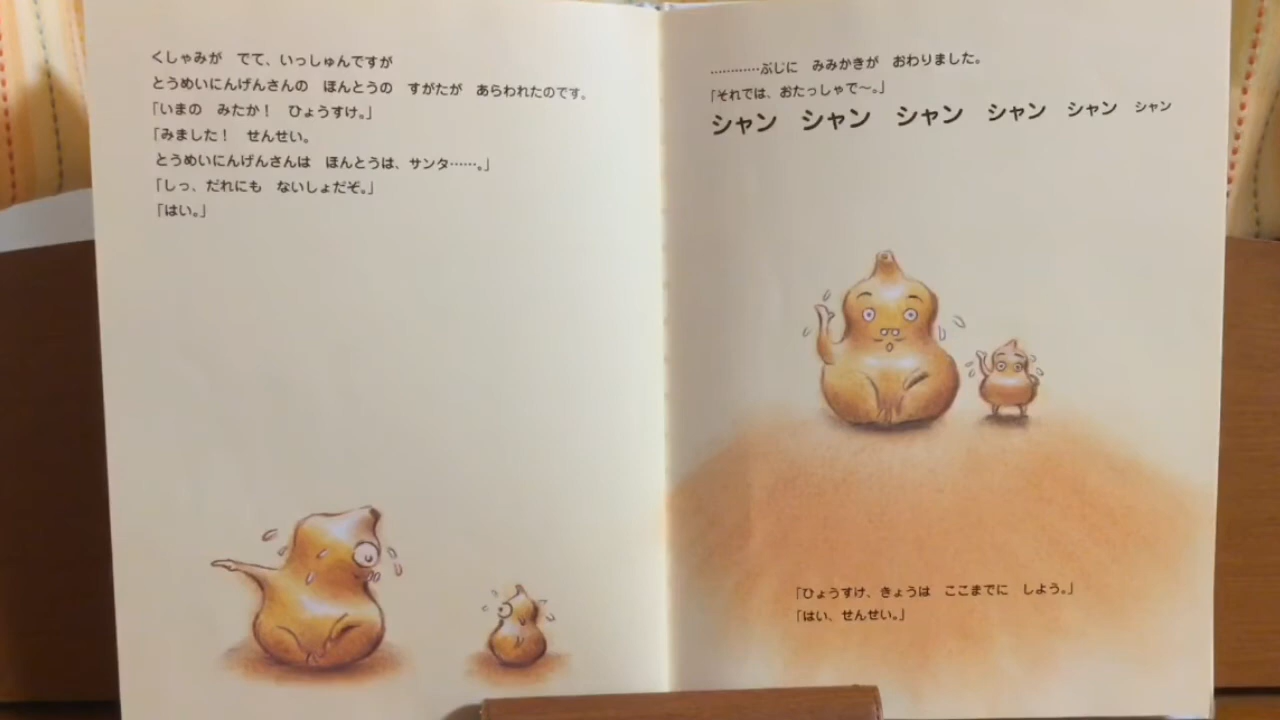 くしゃみが　でて、いっしゅんですが
とうめいにんげんさんの　ほんとうの　すがたが　あらわれたのです。
「いまの　みたか！　ひょうすけ。」
「みました！　せんせい。
とうめいにんげんさんは　ほんとうは、サンタ……。」
「しっ、だれにも　ないしょだぞ。」
「はい。」
…………ぶじに　みみかきが　おわりました。
「それでは、おたっしゃで〜。」
シャン　シャン　シャン　シャン　シャン　シャン
「ひょうすけ、きょうは　ここまでに　しよう。」
「はい、せんせい。」